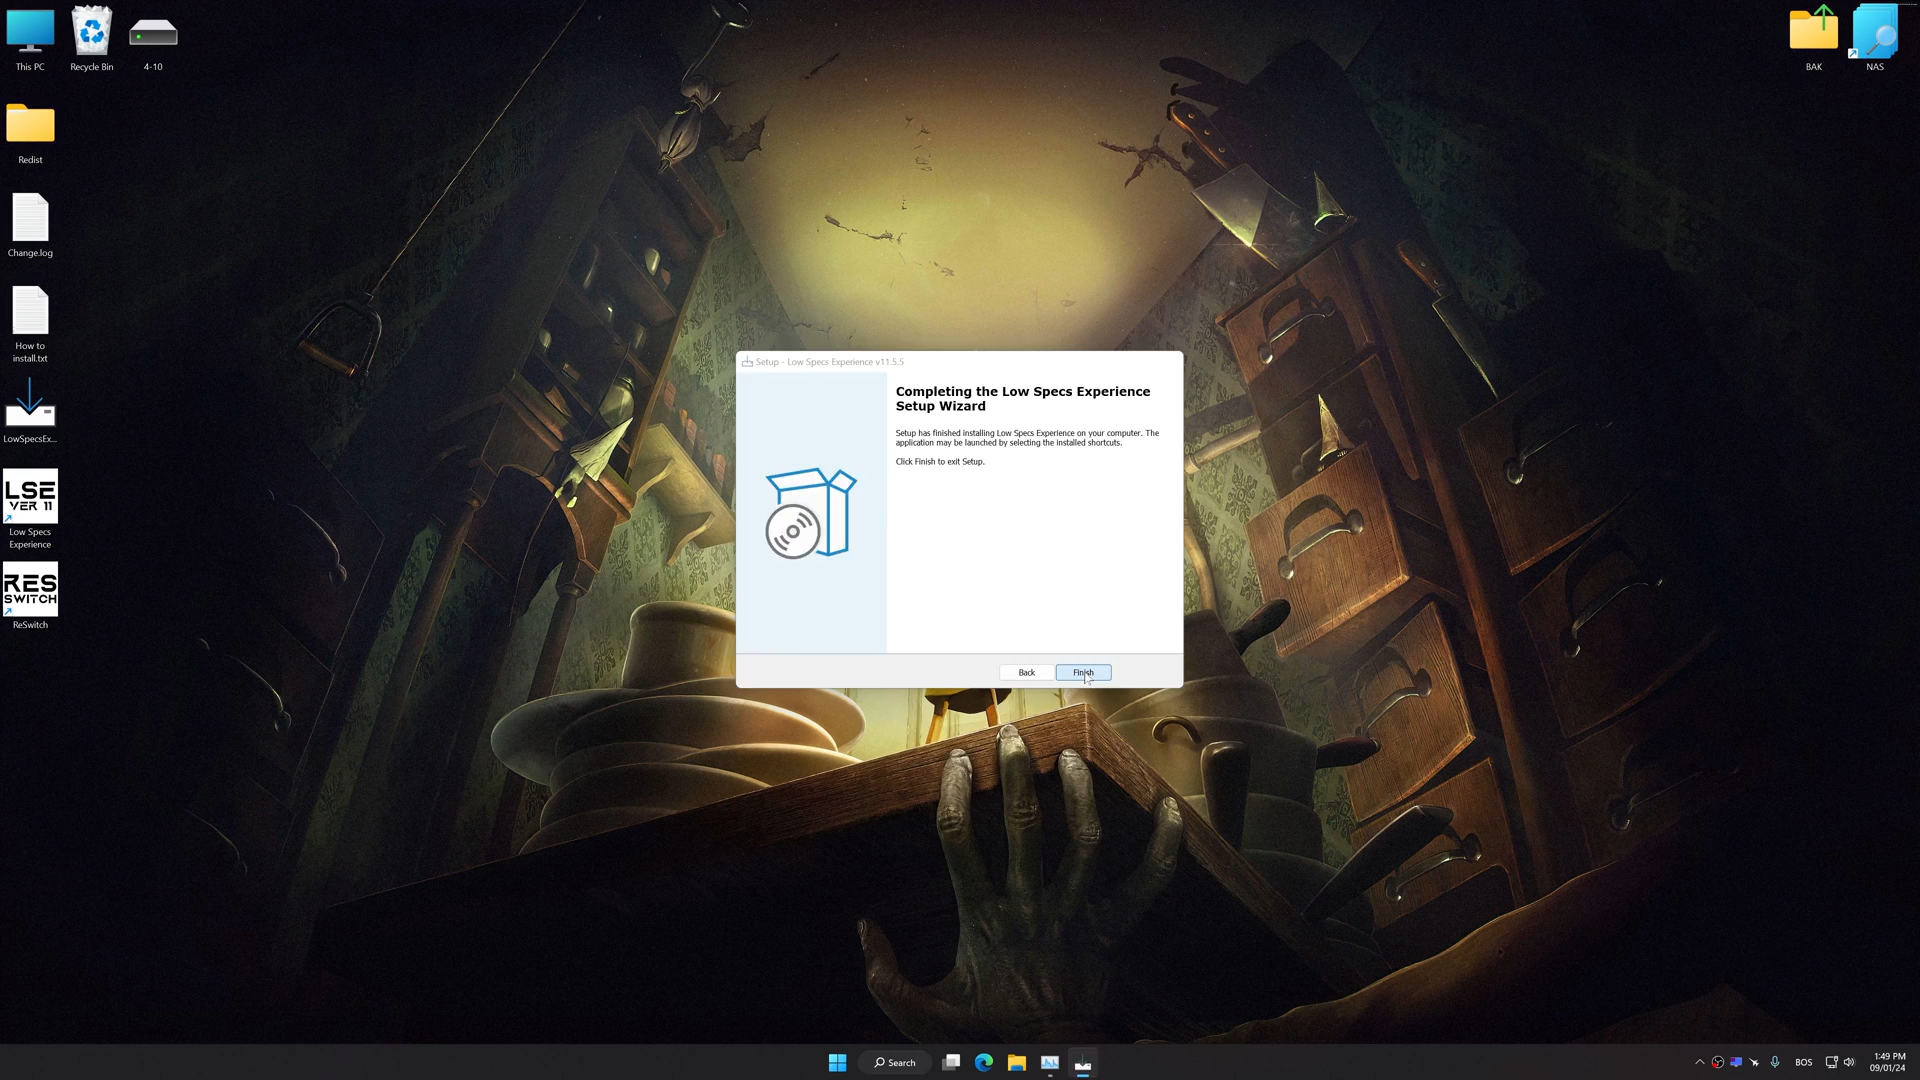 This PC
Recycle Bin
4-10
BAK
NAS
Redist
Change.log
How to
install.txt
LowSpecsEx...
LSE
VER 11
Low Specs
Experience
RES
SWITCH
ReSwitch
Setup - Low Specs Experience v11.5.5
Completing the Low Specs Experience
Setup Wizard
Setup has finished installing Low Specs Experience on your computer. The
application may be launched by selecting the installed shortcuts.
Click Finish to exit Setup.
Back
Finish
Search
BOS
1:49 PM
09/01/24